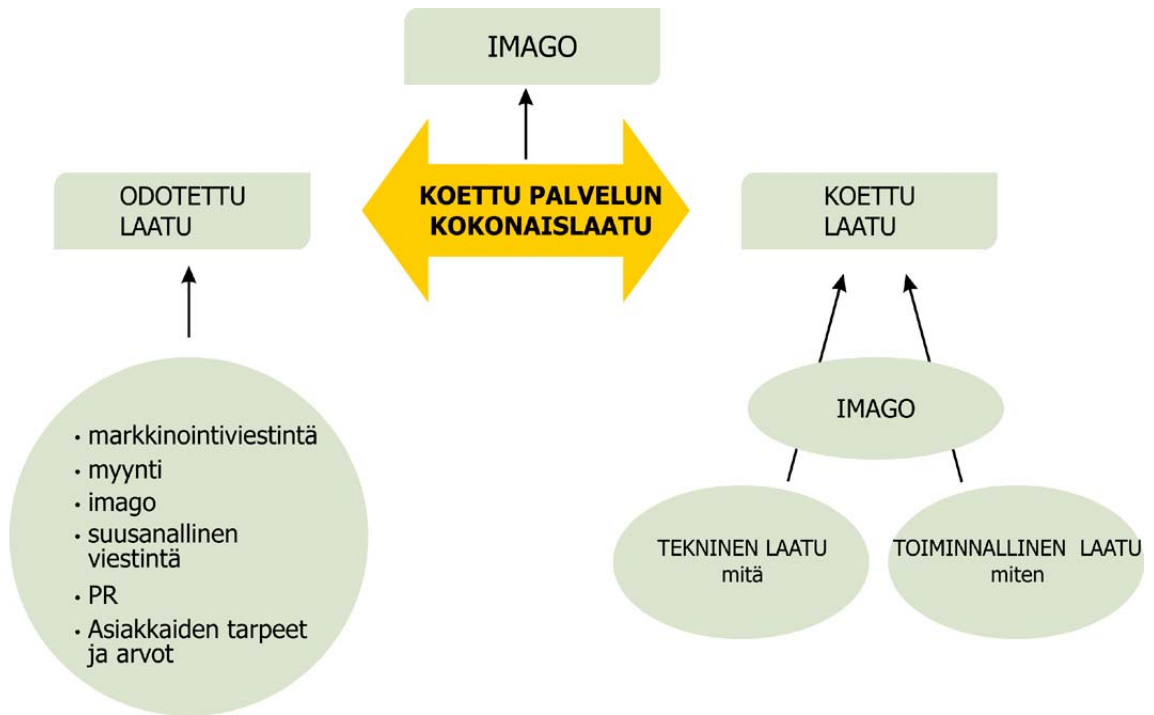 IMAGO
ODOTETTU
LAATU
KOETTU PALVELUN
KOKONAISLAATU
KOETTU
LAATU
• markkinointiviestintä
• myynti
• imago
• suusanallinen
viestintä
• PR
• Asiakkaiden tarpeet
ja arvot
IMAGO
TEKNINEN LAATU
mitä
TOIMINNALLINEN LAATU
miten